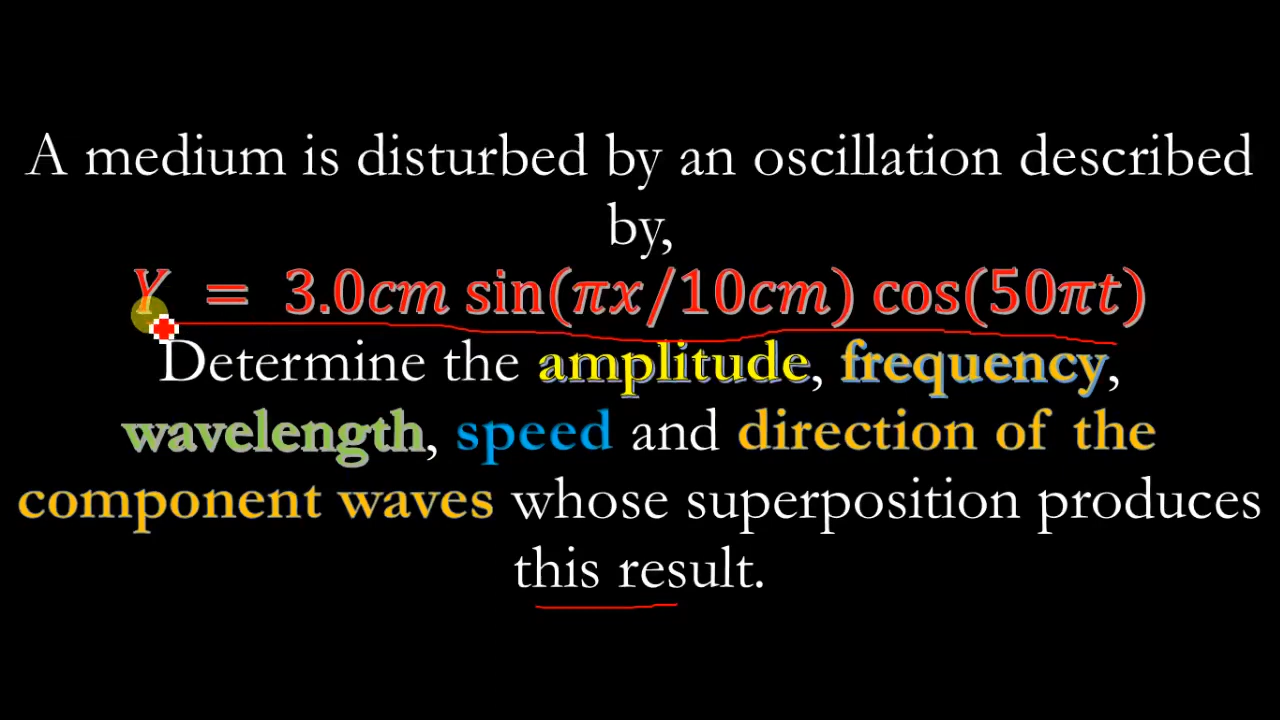 A medium is disturbed by an oscillation described
by,
Y = 3.0cm sin(πx/10cm) cos(50πt)
Determine the amplitude, frequency,
wavelength, speed and direction of the
component waves whose superposition produces
this result.